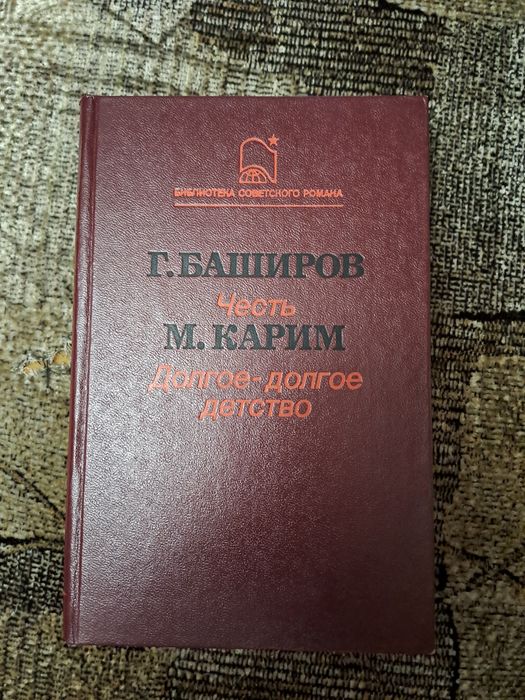 БИБЛИОТЕКА СОВЕТСКОГО РОМАНА
Г. БАШИРОВ
Честь
М. КАРИМ
Долгое-долгое
детство